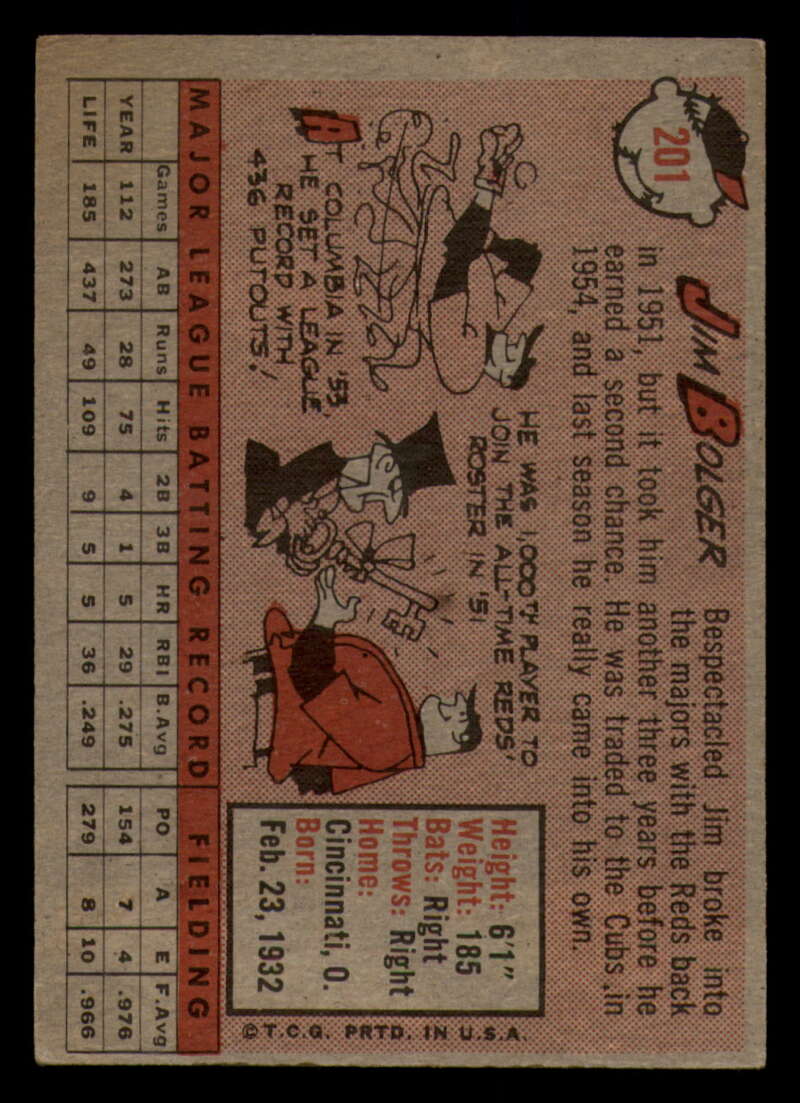 201
JIM BOLGER
Bespectacled Jim broke into
the majors with the Reds back
in 1951, but it took him another three years before he
earned a second chance. He was traded to the Cubs in
1954, and last season he really came into his own.
AT COLUMBIA IN '53
HE SET A LEAGUE
RECORD WITH
436 PUTOUTS!
HE WAS 1,000TH PLAYER TO
JOIN THE ALL-TIME REDS'
ROSTER IN '51
Height: 6'1"
Weight: 185
Bats: Right
Throws: Right
Home:
Cincinnati, O.
Born:
Feb. 23, 1932
©T.C.G. PRTD. IN U.S.A.
MAJOR LEAGUE BATTING RECORD FIELDING
Games AB Runs Hits 2B 3B HR RBI B.Avg PO A E F.Avg
YEAR 112 273 28 75 4 1 5 29 .275 154 7 4 .976
LIFE 185 437 49 109 9 5 5 36 .249 279 8 10 .966